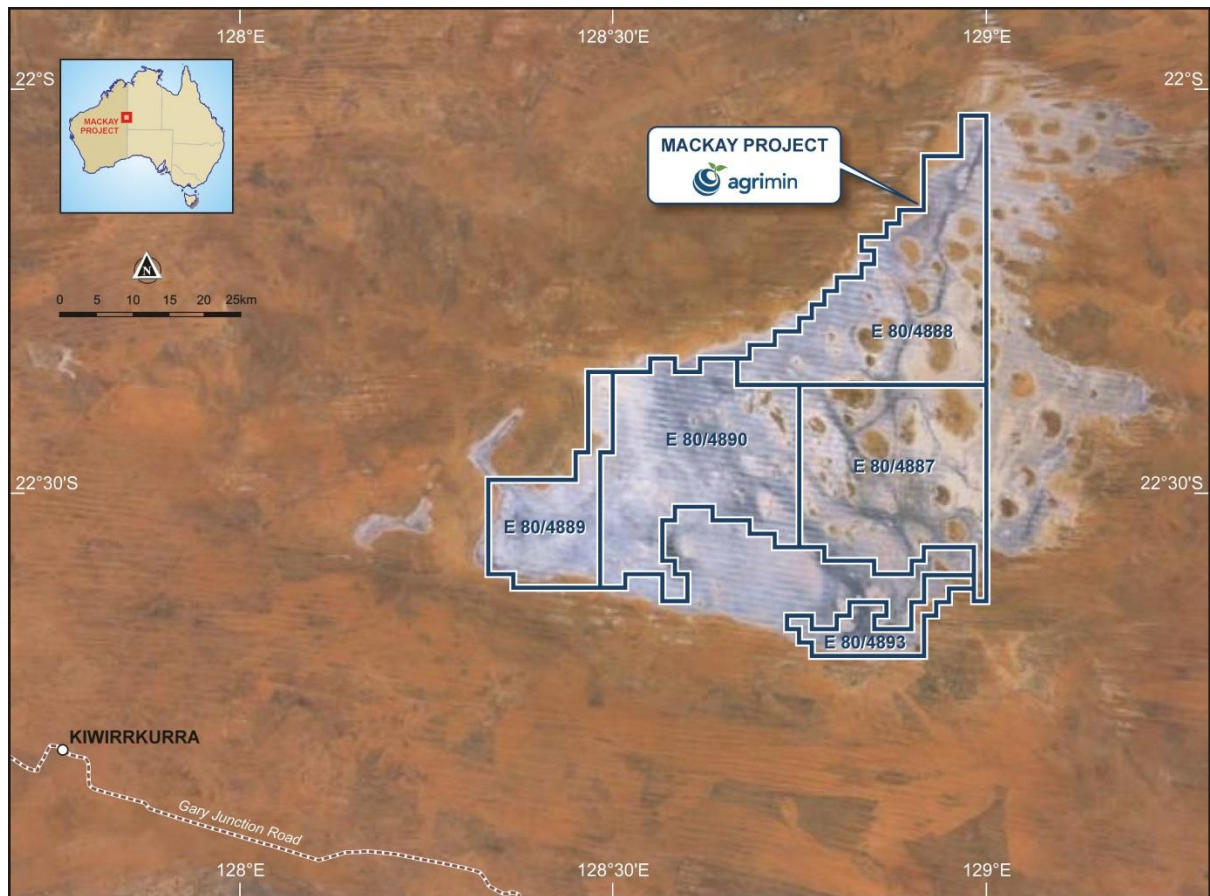 128°E
128°30'E
129°E
22°S
22°S
MACKAY
PROJECT
MACKAY PROJECT
agrimin
N
0 5 10 15 20 25km
E 80/4888
E 80/4890
E 80/4887
22°30'S
22°30'S
E 80/4889
E 80/4893
KIWIRRKURRA
Gary Junction Road
128°E
128°30'E
129°E